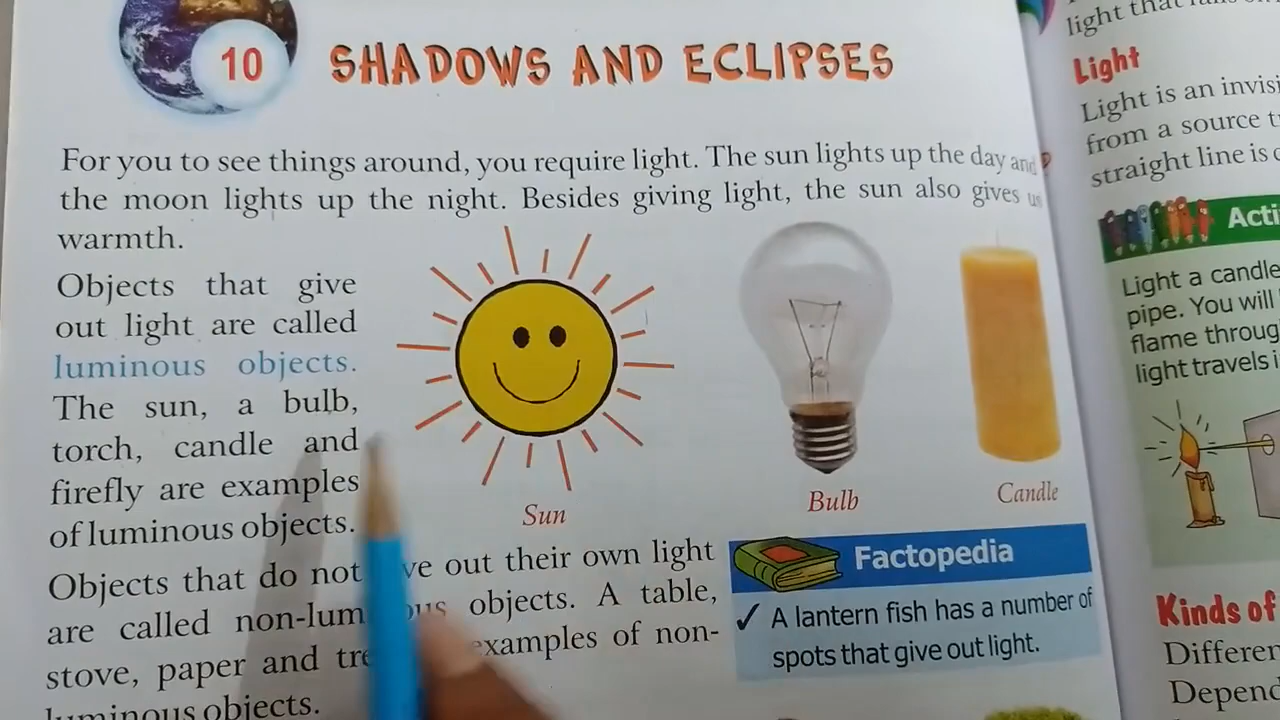 10
SHADOWS AND ECLIPSES
For you to see things around, you require light. The sun lights up the day and
the moon lights up the night. Besides giving light, the sun also gives us
warmth.
Objects that give
out light are called
luminous objects.
The sun, a bulb,
torch, candle and
firefly are examples
of luminous objects.
Sun
Bulb
Candle
Objects that do not ve out their own light
are called non-lum ous objects. A table,
stove, paper and tre examples of non-
luminous objects.
Factopedia
✓ A lantern fish has a number of
spots that give out light.
light that
Light
Light is an invis
from a source
straight line is
Acti
Light a candle
pipe. You will
flame throug
light travels i
Kinds of
Differen
Depend